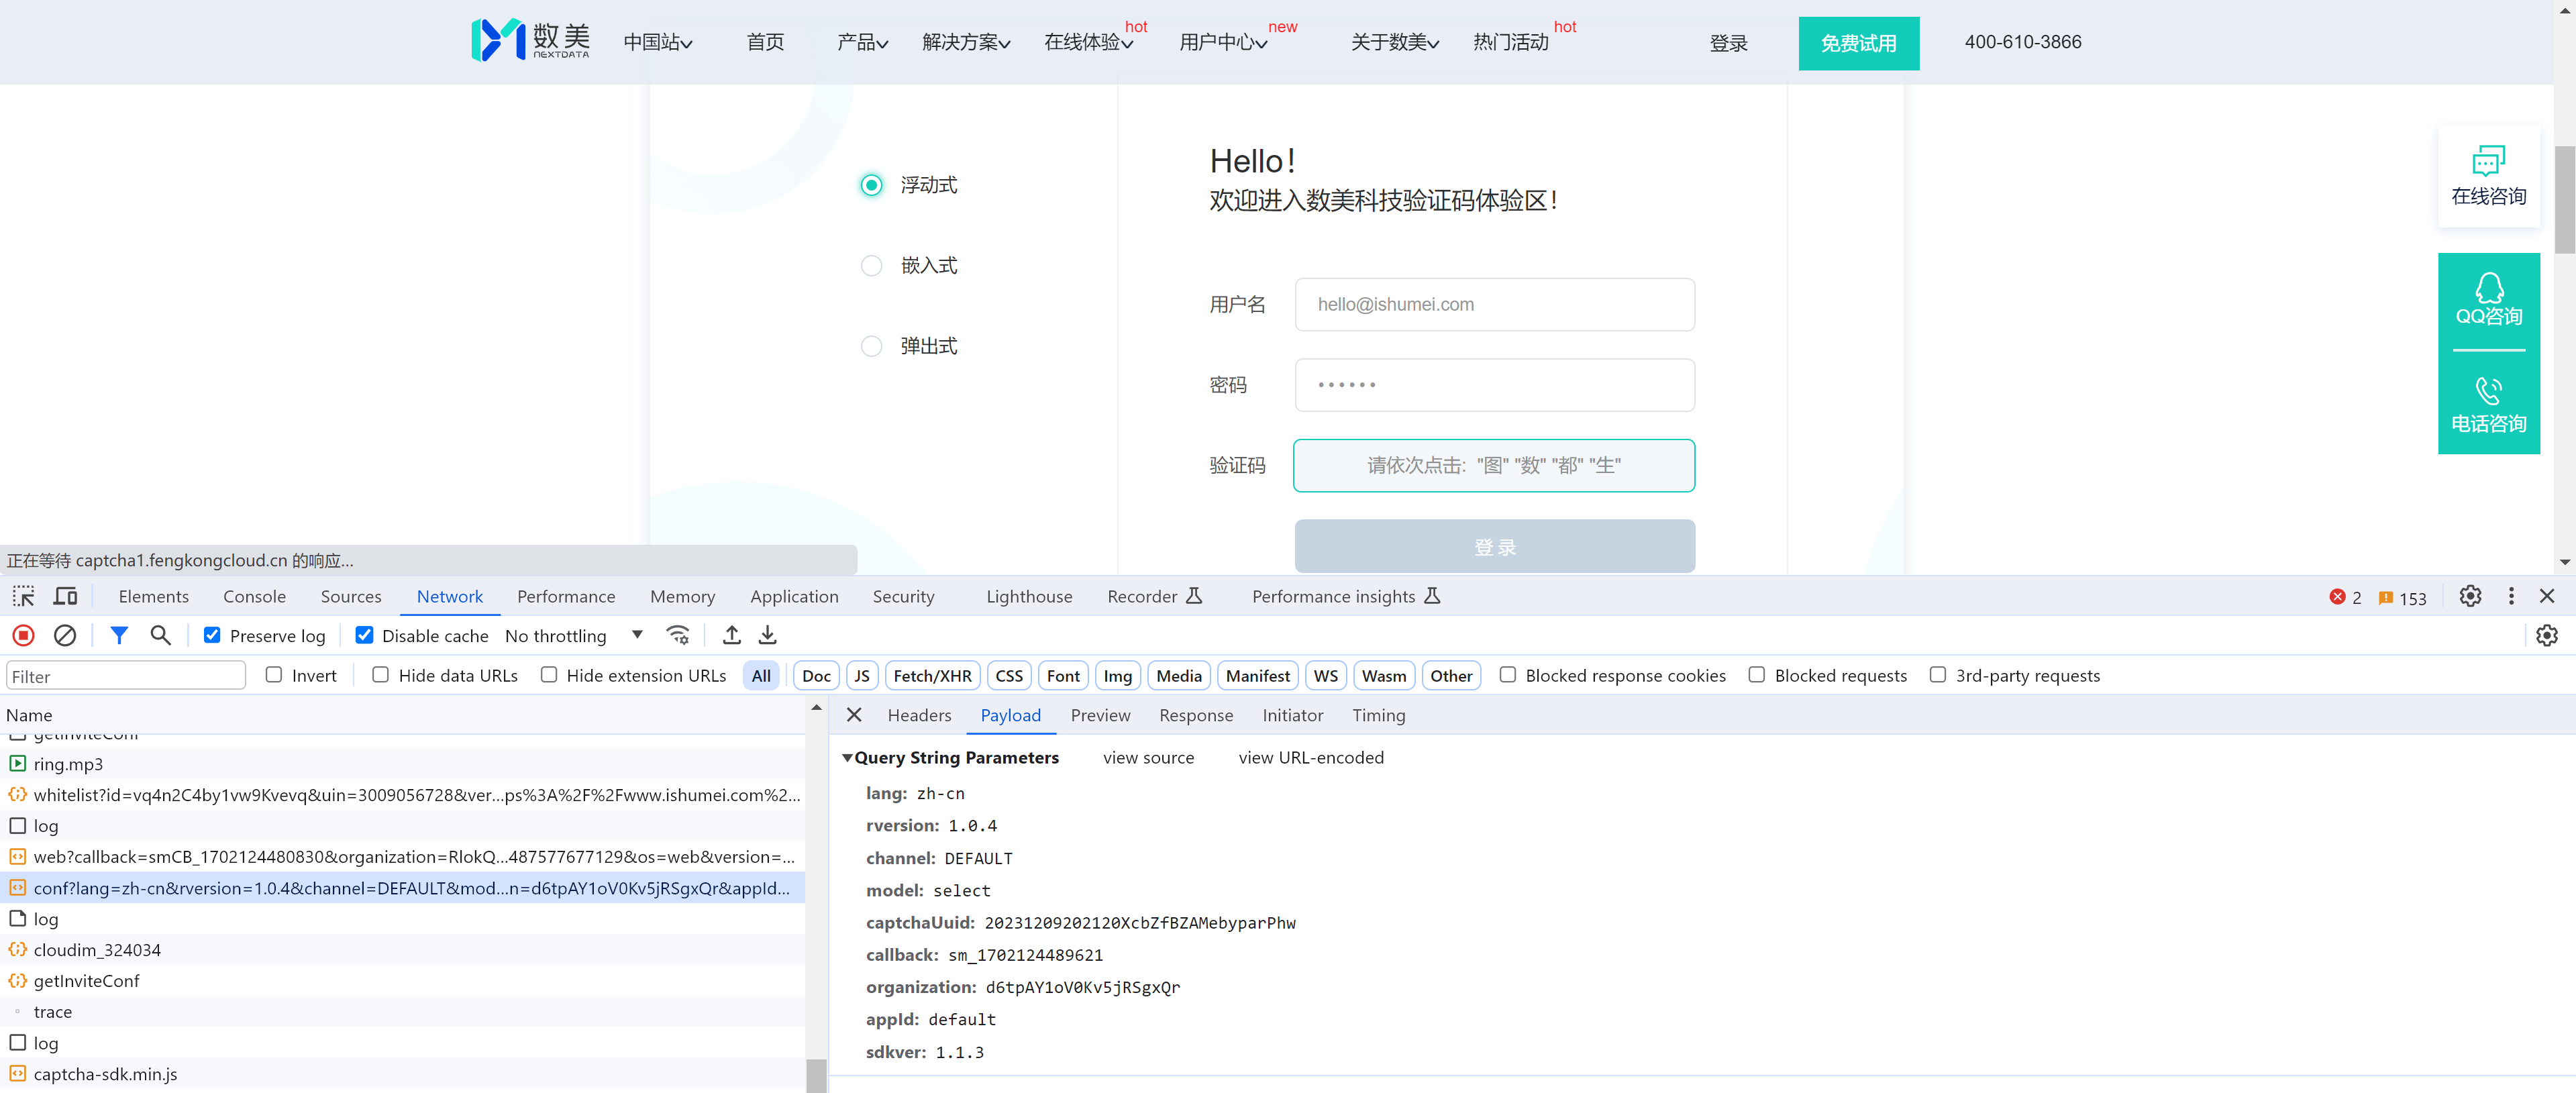 数美
NEXTDATA
中国站
首页
产品
解决方案
在线体验
hot
用户中心
new
关于数美
热门活动
hot
登录
免费试用
400-610-3866
浮动式
嵌入式
弹出式
Hello!
欢迎进入数美科技验证码体验区!
用户名
hello@ishumei.com
密码
••••••
验证码
请依次点击: "图" "数" "都" "生"
登 录
在线咨询
QQ咨询
电话咨询
正在等待 captcha1.fengkongcloud.cn 的响应...
Elements Console Sources Network Performance Memory Application Security Lighthouse Recorder Performance insights 2 153
Preserve log Disable cache No throttling
Filter Invert Hide data URLs Hide extension URLs All Doc JS Fetch/XHR CSS Font Img Media Manifest WS Wasm Other Blocked response cookies Blocked requests 3rd-party requests
Name
getInviteConf
ring.mp3
whitelist?id=vq4n2C4by1vw9Kvevq&uin=3009056728&ver...ps%3A%2F%2Fwww.ishumei.com%2...
log
web?callback=smCB_1702124480830&organization=RlokQ...487577677129&os=web&version=...
conf?lang=zh-cn&rversion=1.0.4&channel=DEFAULT&mod...n=d6tpAY1oV0Kv5jRSgxQr&appId...
log
cloudim_324034
getInviteConf
trace
log
captcha-sdk.min.js
Headers Payload Preview Response Initiator Timing
Query String Parameters view source view URL-encoded
lang: zh-cn
rversion: 1.0.4
channel: DEFAULT
model: select
captchaUuid: 20231209202120XcbZfBZAMebyparPhw
callback: sm_1702124489621
organization: d6tpAY1oV0Kv5jRSgxQr
appId: default
sdkver: 1.1.3